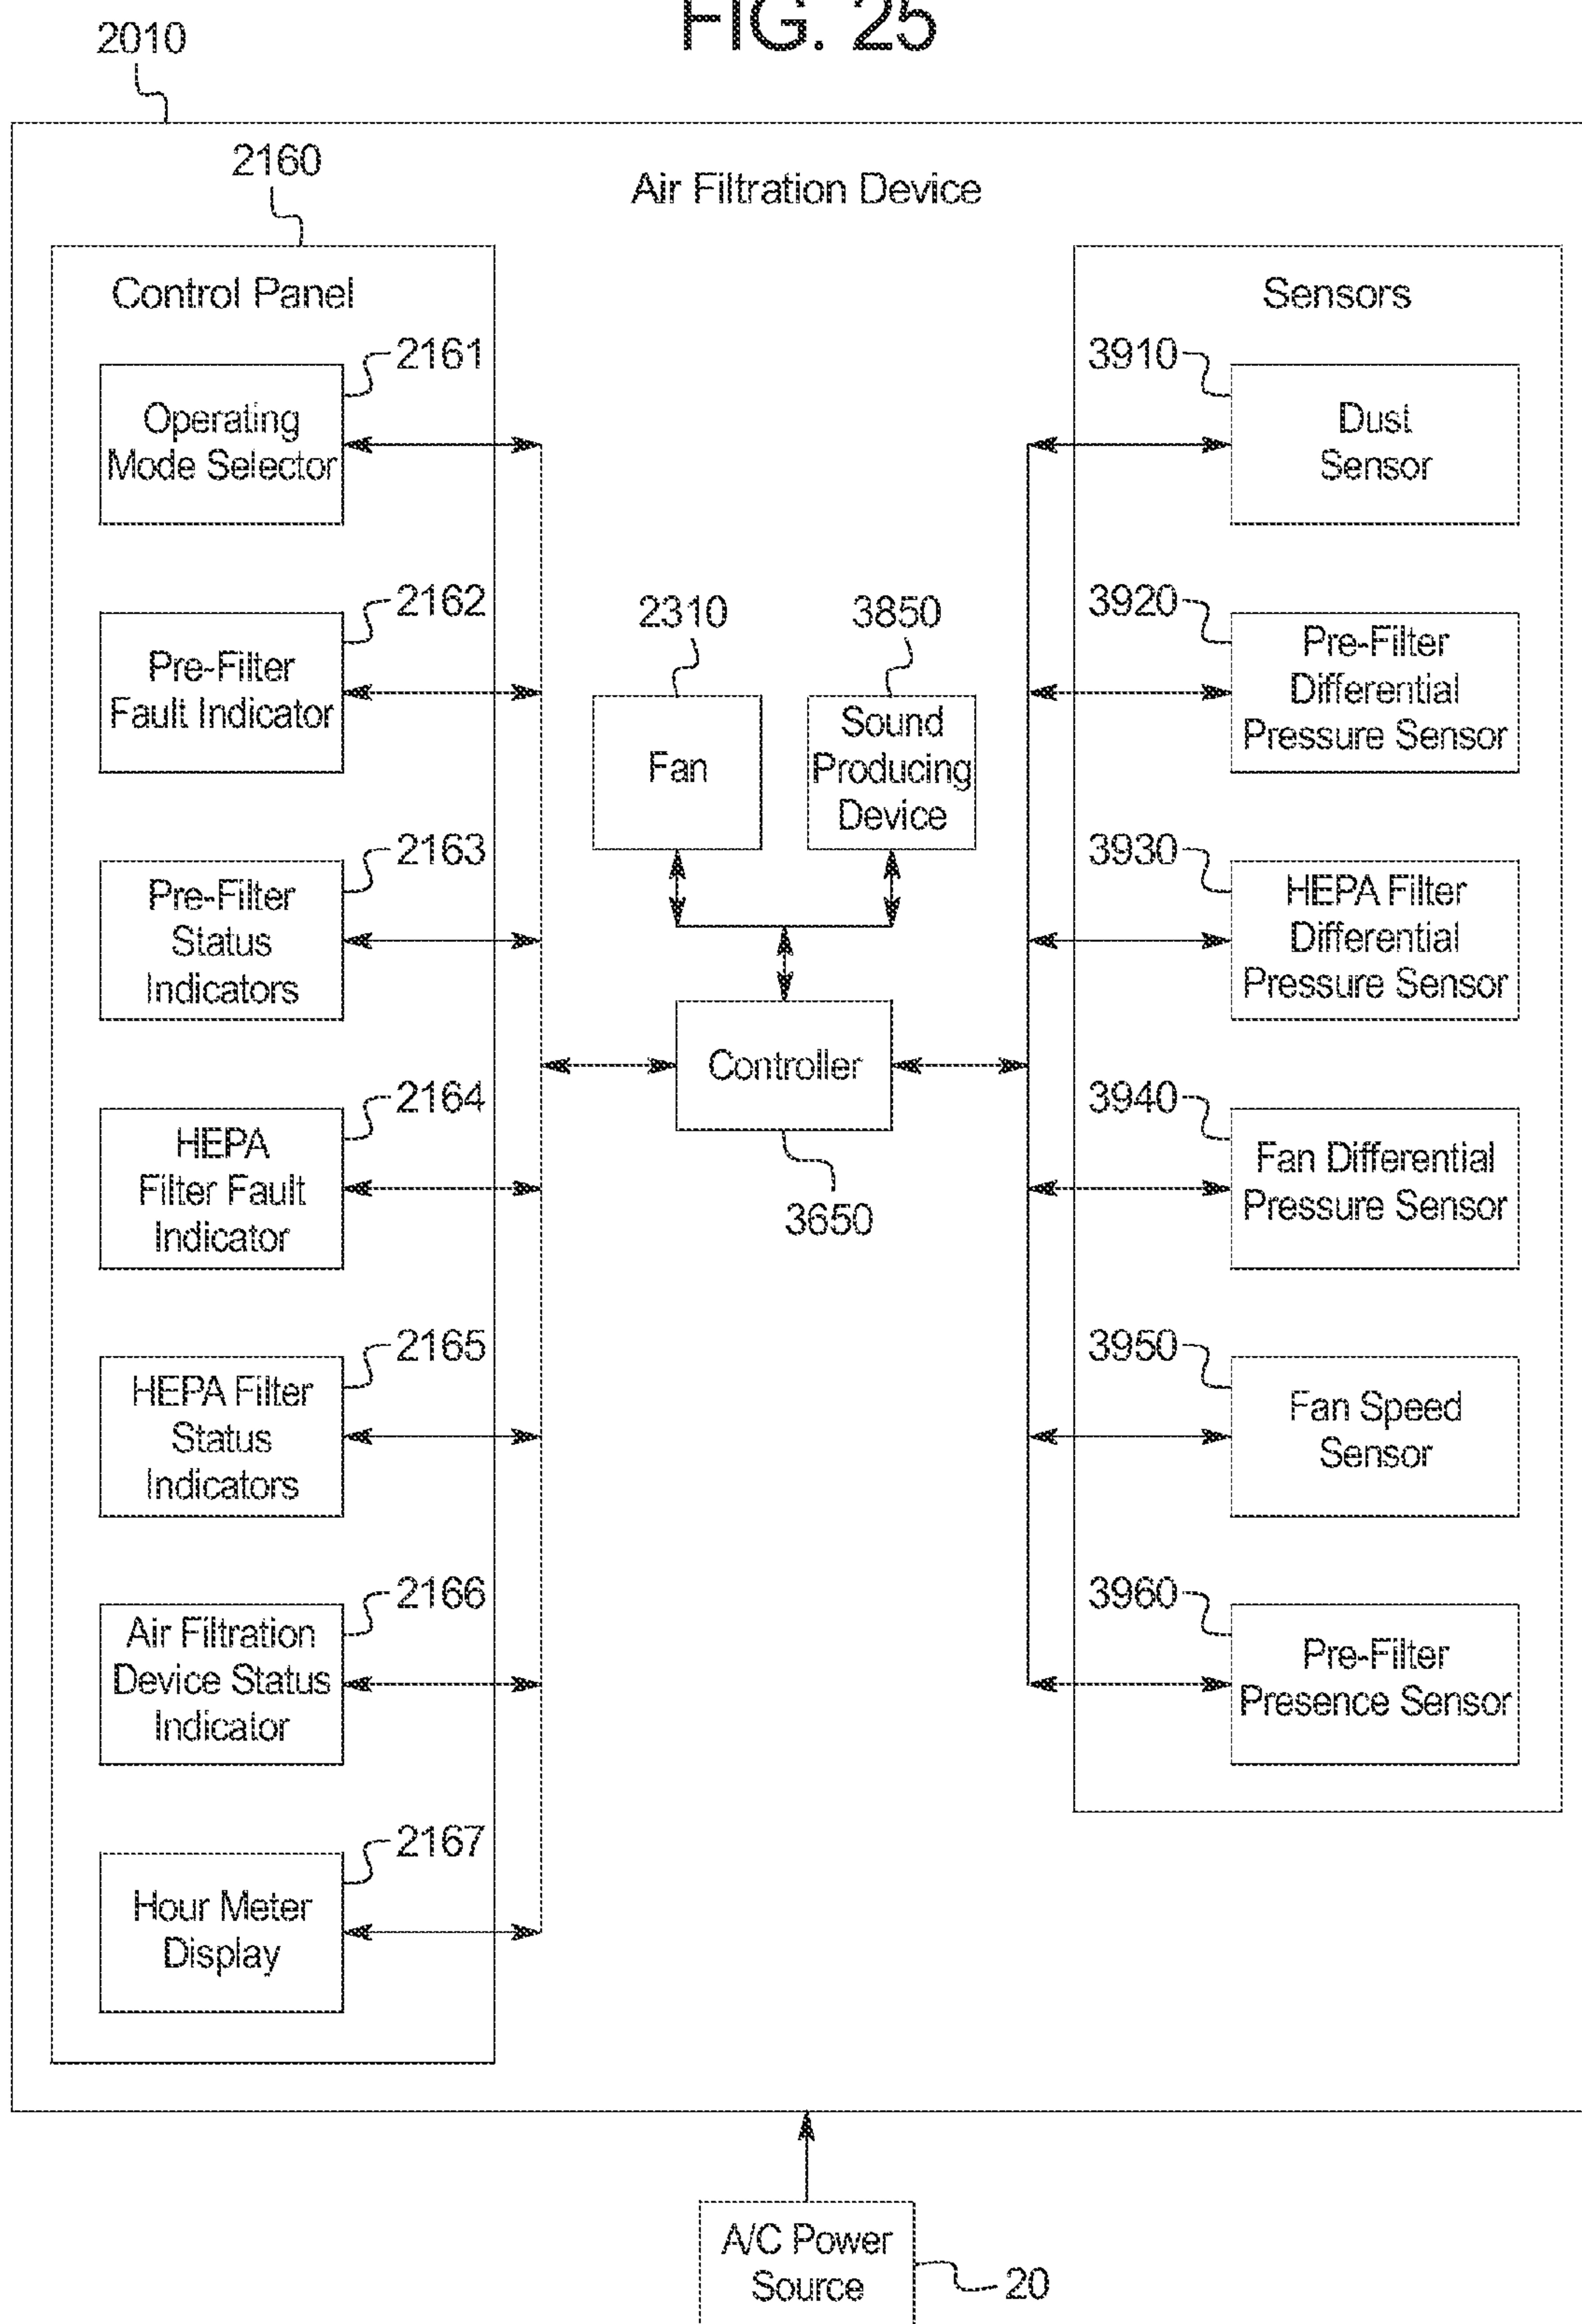 FIG. 25
2010
Air Filtration Device
2160
Control Panel
2161
Operating
Mode Selector
2162
Pre-Filter
Fault Indicator
2163
Pre-Filter
Status
Indicators
2164
HEPA
Filter Fault
Indicator
2165
HEPA Filter
Status
Indicators
2166
Air Filtration
Device Status
Indicator
2167
Hour Meter
Display
2310
Fan
3850
Sound
Producing
Device
Controller
3650
Sensors
3910
Dust
Sensor
3920
Pre-Filter
Differential
Pressure Sensor
3930
HEPA Filter
Differential
Pressure Sensor
3940
Fan Differential
Pressure Sensor
3950
Fan Speed
Sensor
3960
Pre-Filter
Presence Sensor
A/C Power
Source
20